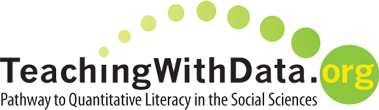 TeachingWithData.org
Pathway to Quantitative Literacy in the Social Sciences